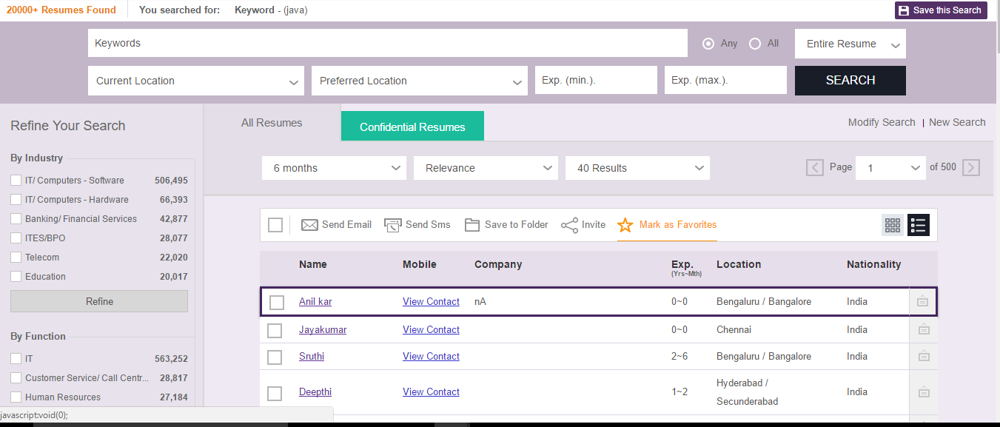 20000+ Resumes Found You searched for: Keyword - (java) Save this Search
Keywords Any All Entire Resume
Current Location Preferred Location Exp. (min.). Exp. (max.). SEARCH
Refine Your Search All Resumes Confidential Resumes Modify Search | New Search
By Industry
6 months Relevance 40 Results Page 1 of 500
IT/ Computers - Software 506,495
IT/ Computers - Hardware 66,393
Banking/ Financial Services 42,877
ITES/BPO 28,077
Telecom 22,020
Education 20,017
Refine
By Function
IT 563,252
Customer Service/ Call Centr... 28,817
Human Resources 27,184
javascript:void(0);
Send Email Send Sms Save to Folder Invite Mark as Favorites
Name Mobile Company Exp. Location Nationality
(Yrs~Mth)
Anil kar View Contact nA 0~0 Bengaluru / Bangalore India
Jayakumar View Contact 0~0 Chennai India
Sruthi View Contact 2~6 Bengaluru / Bangalore India
Deepthi View Contact 1~2 Hyderabad / India
Secunderabad